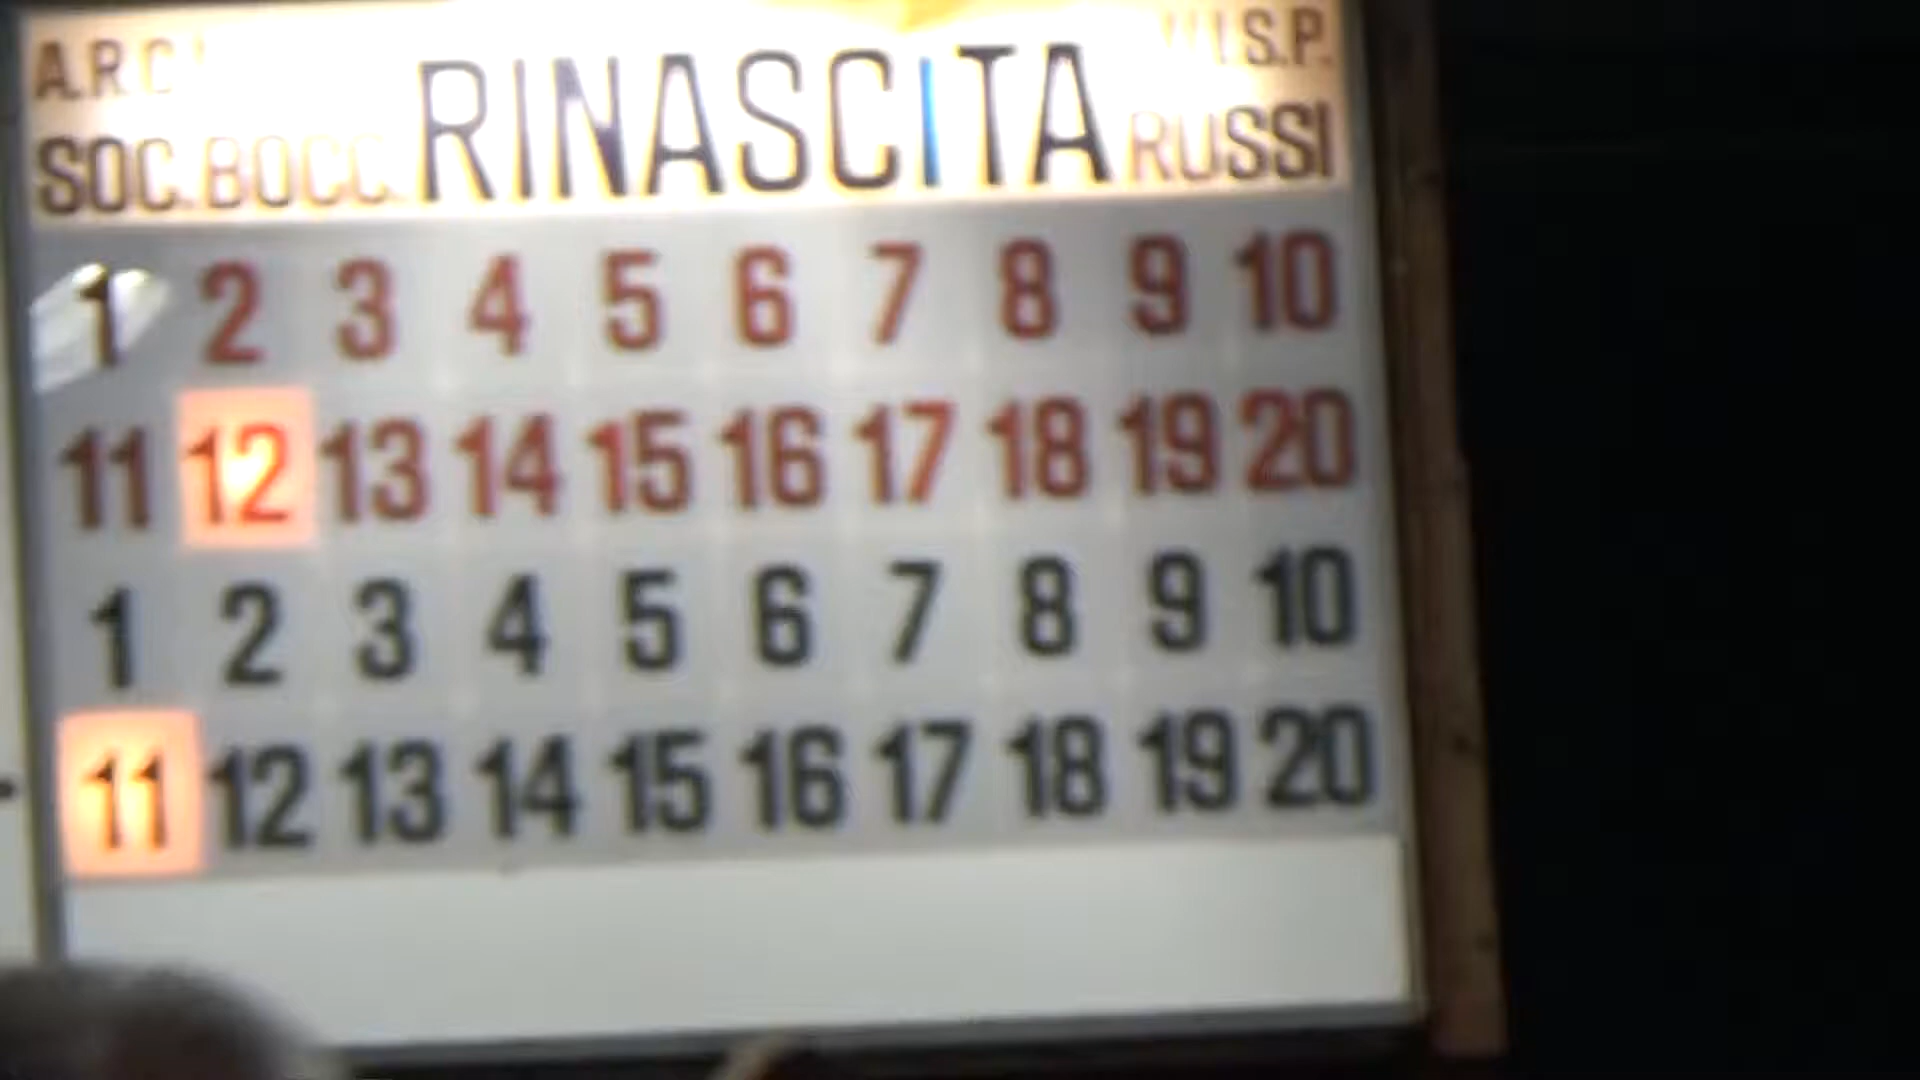 A.R.C. U.I.S.P.
SOC. BOCC. RINASCITA RUSSI
1 2 3 4 5 6 7 8 9 10
11 12 13 14 15 16 17 18 19 20
1 2 3 4 5 6 7 8 9 10
11 12 13 14 15 16 17 18 19 20